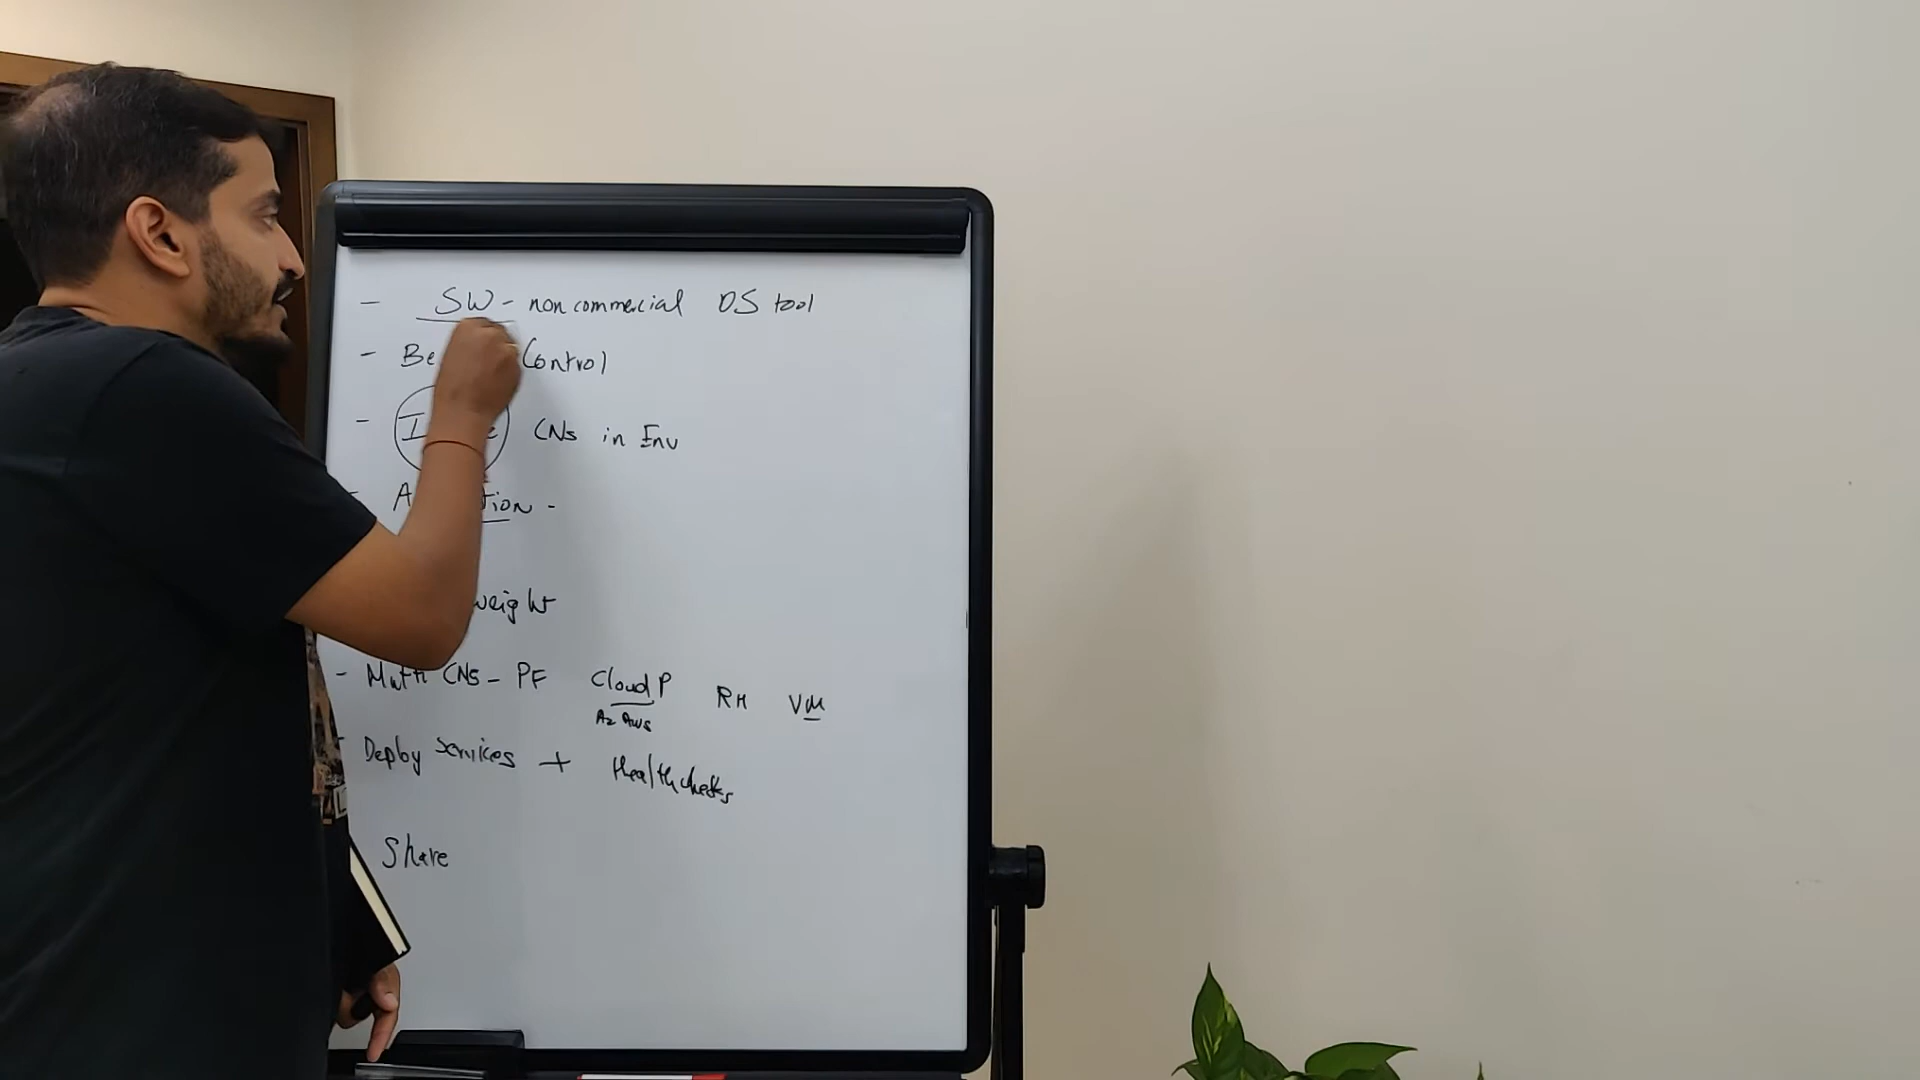 - SW - non commercial OS tool
- Be Control
- I e CNs in Env
- A tion -
weight
- Multi CNS - PF Cloud P RH VM
Az AWS
- Deploy Services + Healthchecks
Share